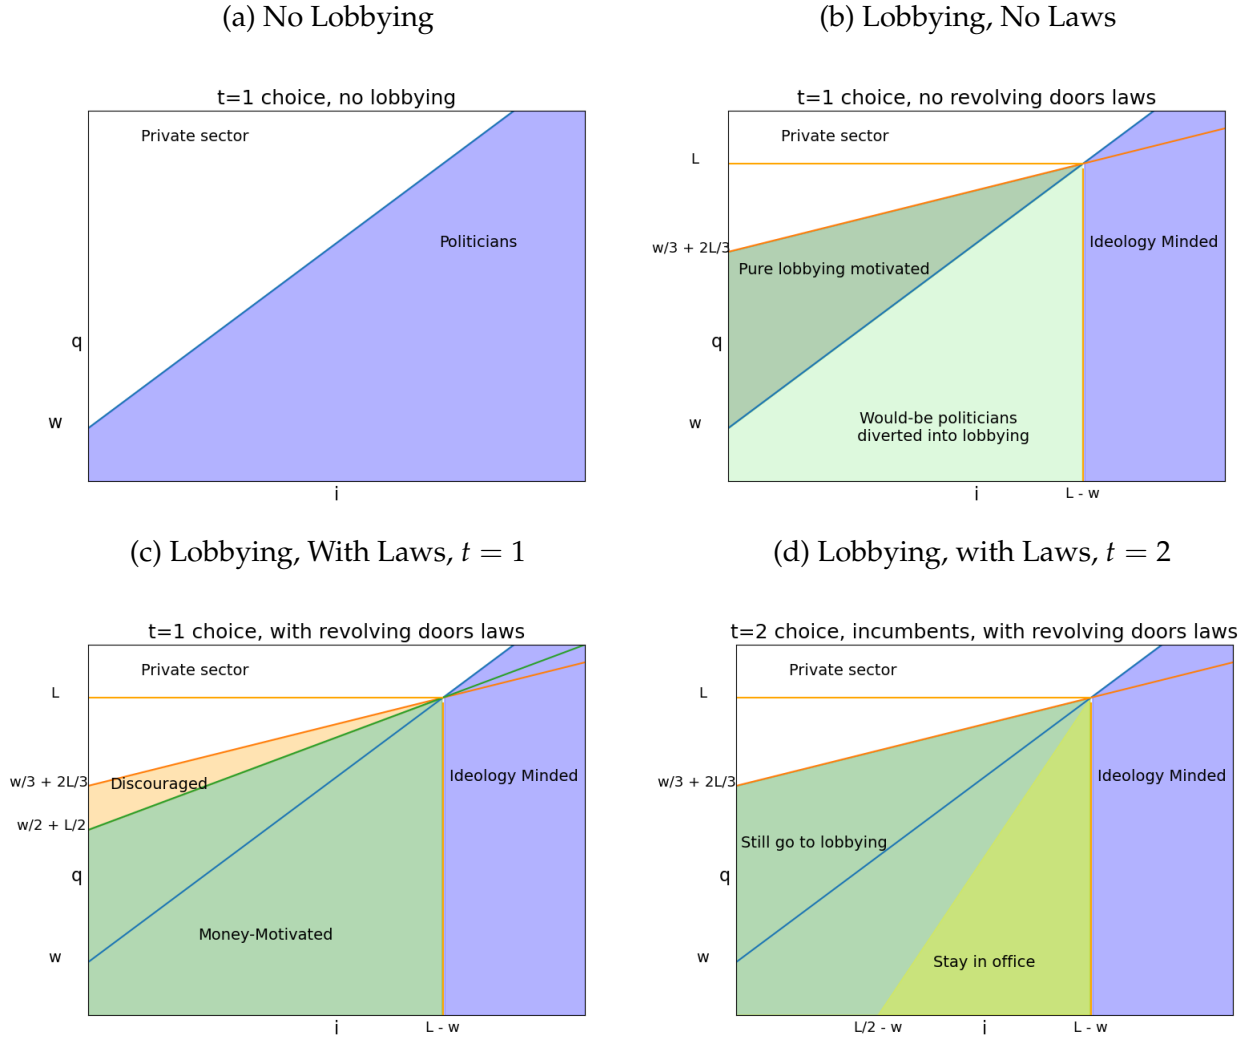 (a) No Lobbying
t=1 choice, no lobbying
Private sector
Politicians
q
w
i
(b) Lobbying, No Laws
t=1 choice, no revolving doors laws
Private sector
L
w/3 + 2L/3
Ideology Minded
Pure lobbying motivated
q
w
Would-be politicians
diverted into lobbying
i
L - w
(c) Lobbying, With Laws, t = 1
t=1 choice, with revolving doors laws
Private sector
L
w/3 + 2L/3
Discouraged
Ideology Minded
w/2 + L/2
q
Money-Motivated
w
i
L - w
(d) Lobbying, with Laws, t = 2
t=2 choice, incumbents, with revolving doors laws
Private sector
L
w/3 + 2L/3
Ideology Minded
Still go to lobbying
q
w
Stay in office
L/2 - w
i
L - w